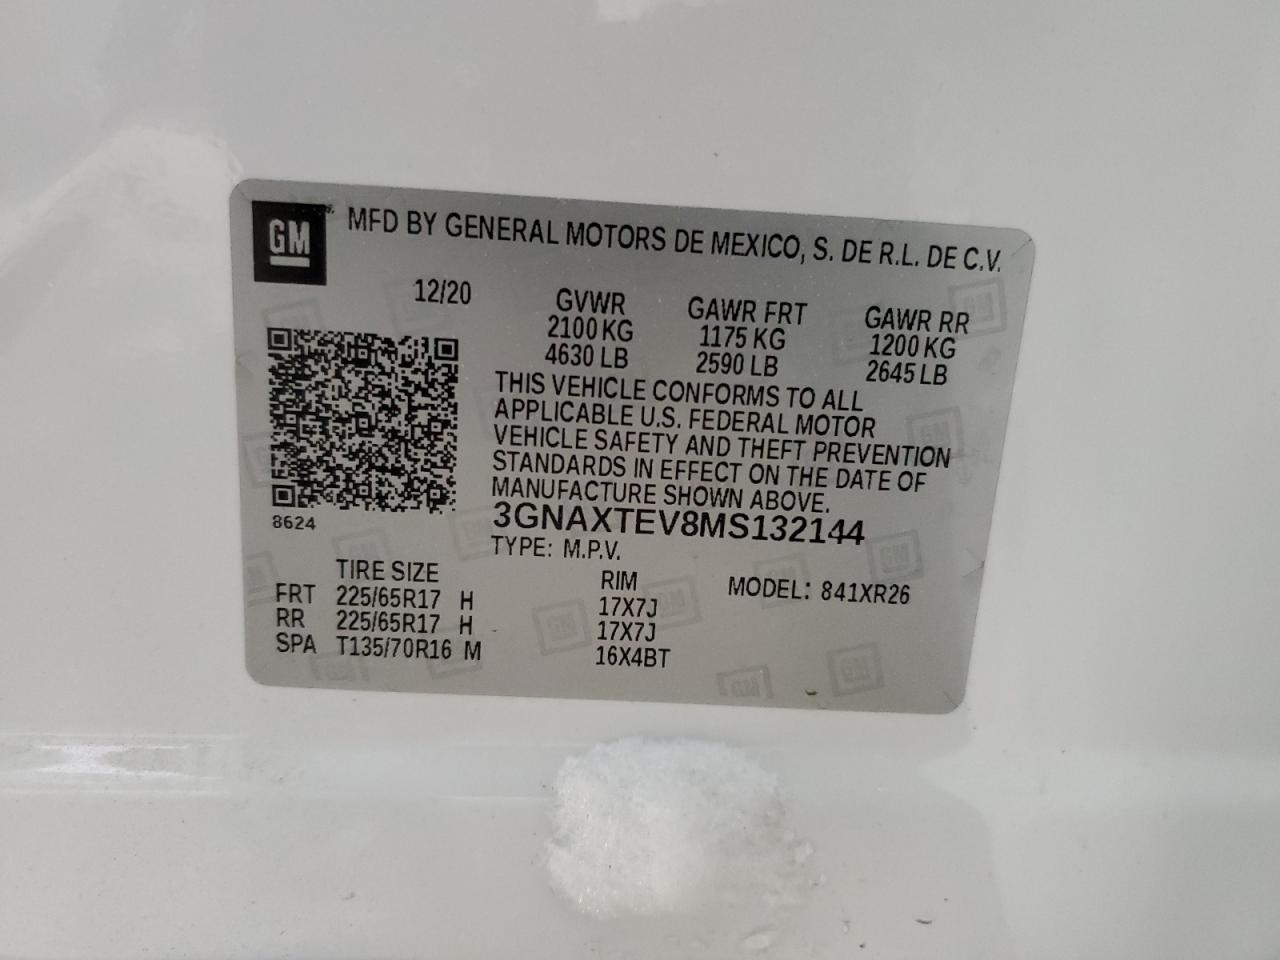 GM
MFD BY GENERAL MOTORS DE MEXICO, S. DE R.L. DE C.V.
12/20 GVWR GAWR FRT GAWR RR
2100 KG 1175 KG 1200 KG
4630 LB 2590 LB 2645 LB
THIS VEHICLE CONFORMS TO ALL
APPLICABLE U.S. FEDERAL MOTOR
VEHICLE SAFETY AND THEFT PREVENTION
STANDARDS IN EFFECT ON THE DATE OF
MANUFACTURE SHOWN ABOVE.
8624
3GNAXTEV8MS132144
TYPE: M.P.V.
TIRE SIZE RIM MODEL: 841XR26
FRT 225/65R17 H 17X7J
RR 225/65R17 H 17X7J
SPA T135/70R16 M 16X4BT